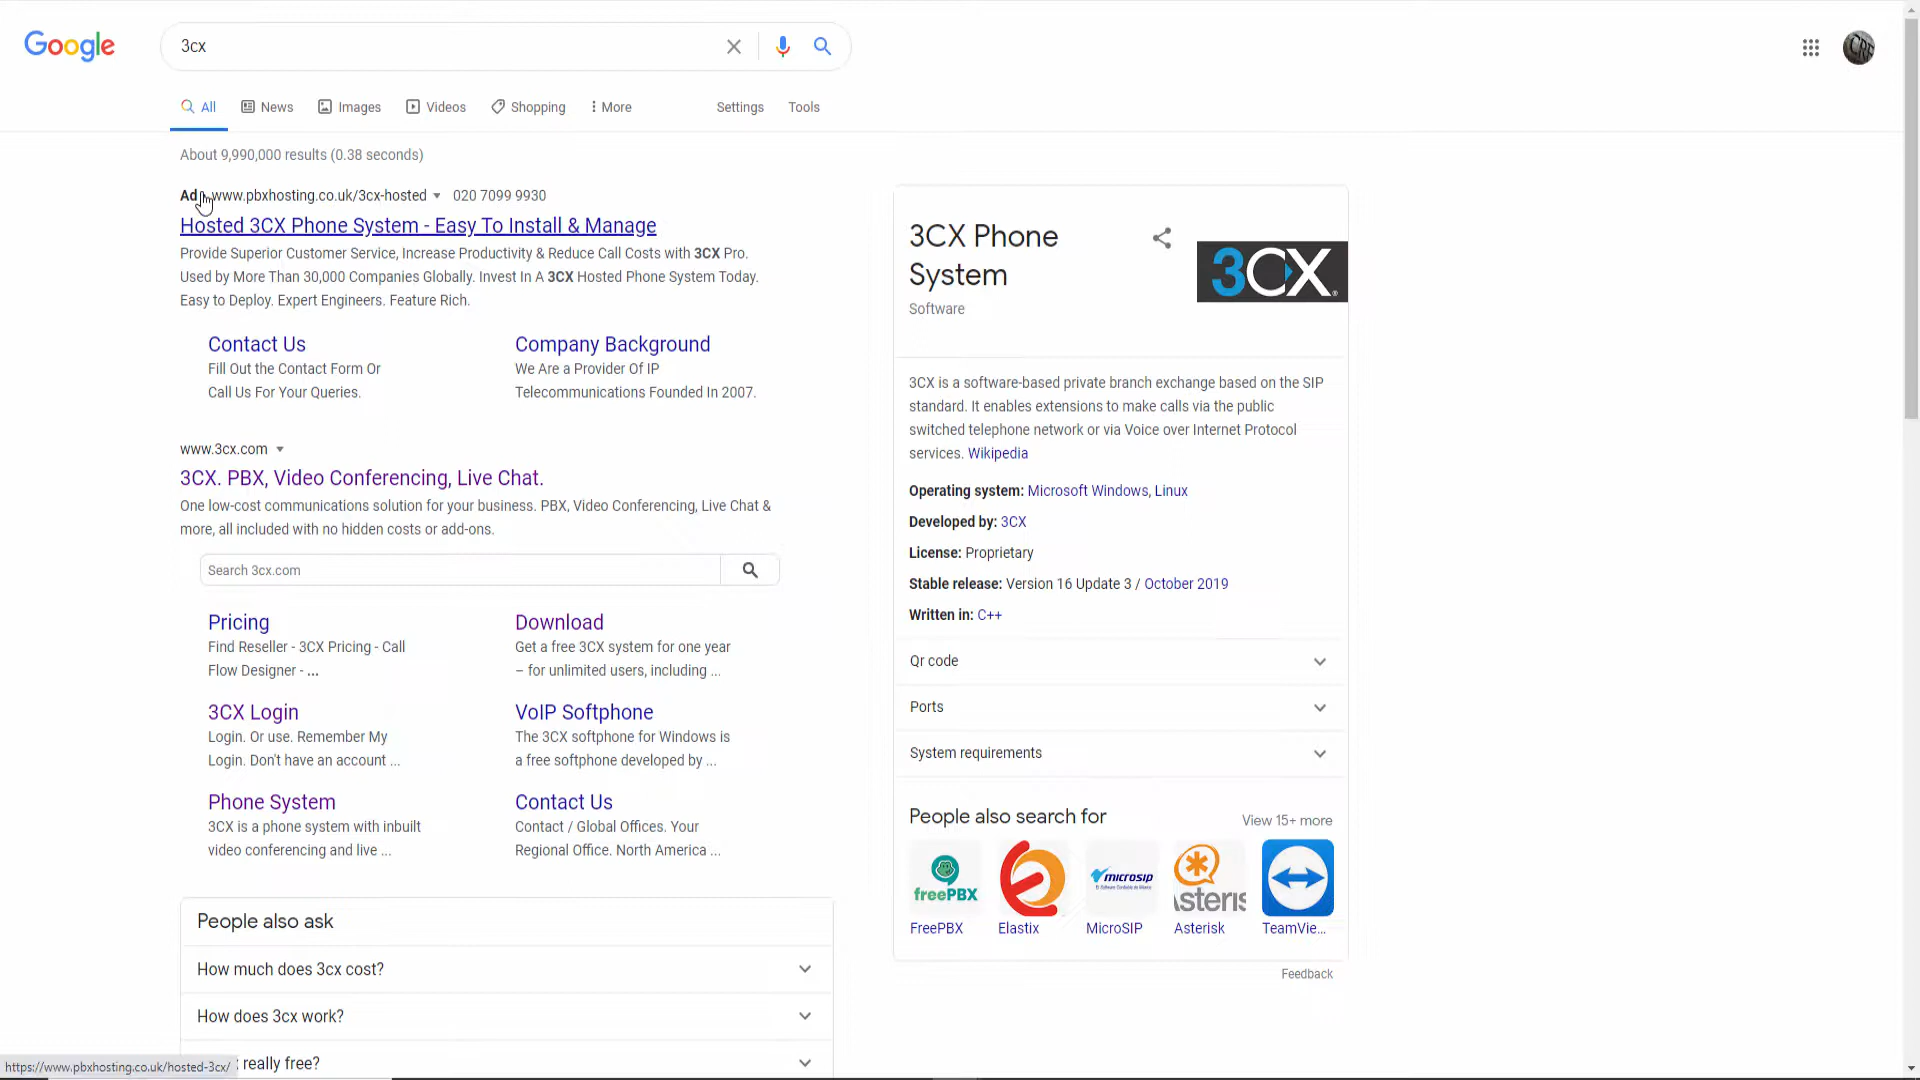 Google
3cx
All
News
Images
Videos
Shopping
More
Settings
Tools
About 9,990,000 results (0.38 seconds)
Ad www.pbxhosting.co.uk/3cx-hosted 020 7099 9930
Hosted 3CX Phone System - Easy To Install & Manage
Provide Superior Customer Service, Increase Productivity & Reduce Call Costs with 3CX Pro.
Used by More Than 30,000 Companies Globally. Invest In A 3CX Hosted Phone System Today.
Easy to Deploy. Expert Engineers. Feature Rich.
Contact Us
Fill Out the Contact Form Or
Call Us For Your Queries.
Company Background
We Are a Provider Of IP
Telecommunications Founded In 2007.
www.3cx.com
3CX. PBX, Video Conferencing, Live Chat.
One low-cost communications solution for your business. PBX, Video Conferencing, Live Chat &
more, all included with no hidden costs or add-ons.
Search 3cx.com
Pricing
Find Reseller - 3CX Pricing - Call
Flow Designer - ...
Download
Get a free 3CX system for one year
– for unlimited users, including ...
3CX Login
Login. Or use. Remember My
Login. Don't have an account ...
VoIP Softphone
The 3CX softphone for Windows is
a free softphone developed by ...
Phone System
3CX is a phone system with inbuilt
video conferencing and live ...
Contact Us
Contact / Global Offices. Your
Regional Office. North America ...
People also ask
How much does 3cx cost?
How does 3cx work?
really free?
https://www.pbxhosting.co.uk/hosted-3cx/
3CX Phone
System
Software
3CX®
3CX is a software-based private branch exchange based on the SIP
standard. It enables extensions to make calls via the public
switched telephone network or via Voice over Internet Protocol
services. Wikipedia
Operating system: Microsoft Windows, Linux
Developed by: 3CX
License: Proprietary
Stable release: Version 16 Update 3 / October 2019
Written in: C++
Qr code
Ports
System requirements
People also search for
View 15+ more
freePBX
microsip
steris
FreePBX
Elastix
MicroSIP
Asterisk
TeamVie...
Feedback